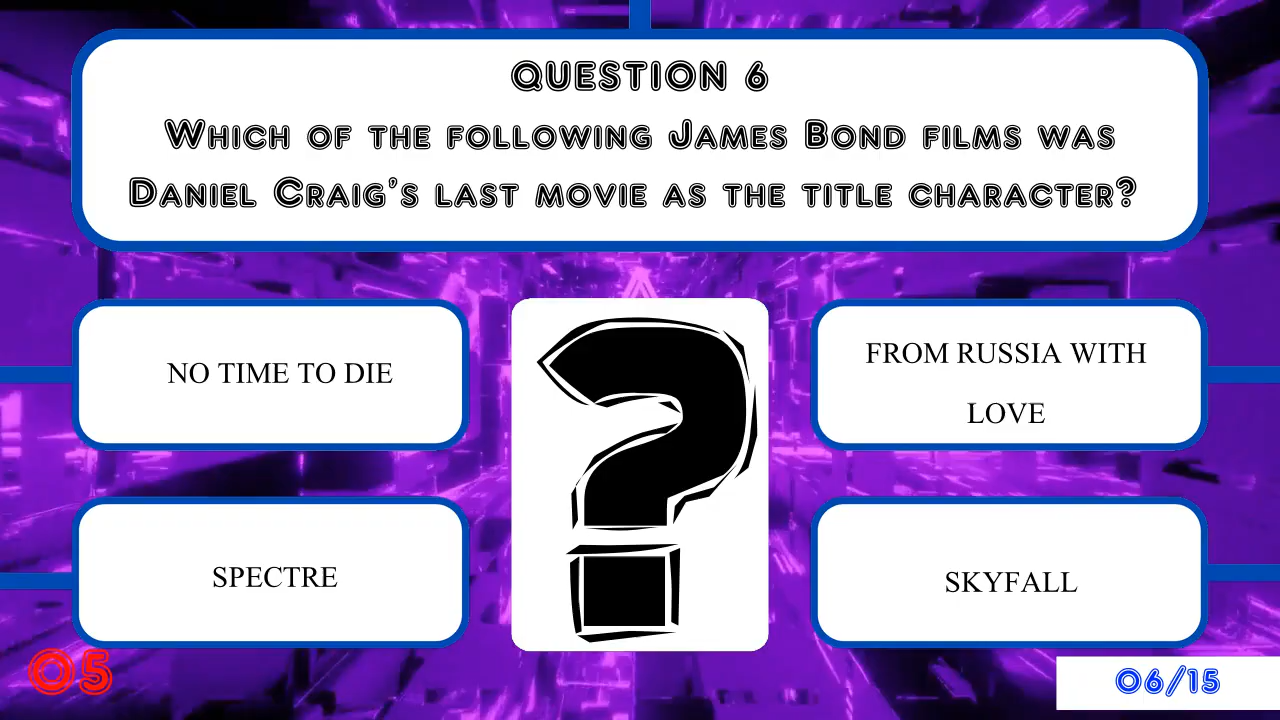 QUESTION 6
WHICH OF THE FOLLOWING JAMES BOND FILMS WAS
DANIEL CRAIG'S LAST MOVIE AS THE TITLE CHARACTER?
NO TIME TO DIE
FROM RUSSIA WITH
LOVE
?
SPECTRE
SKYFALL
05
06/15